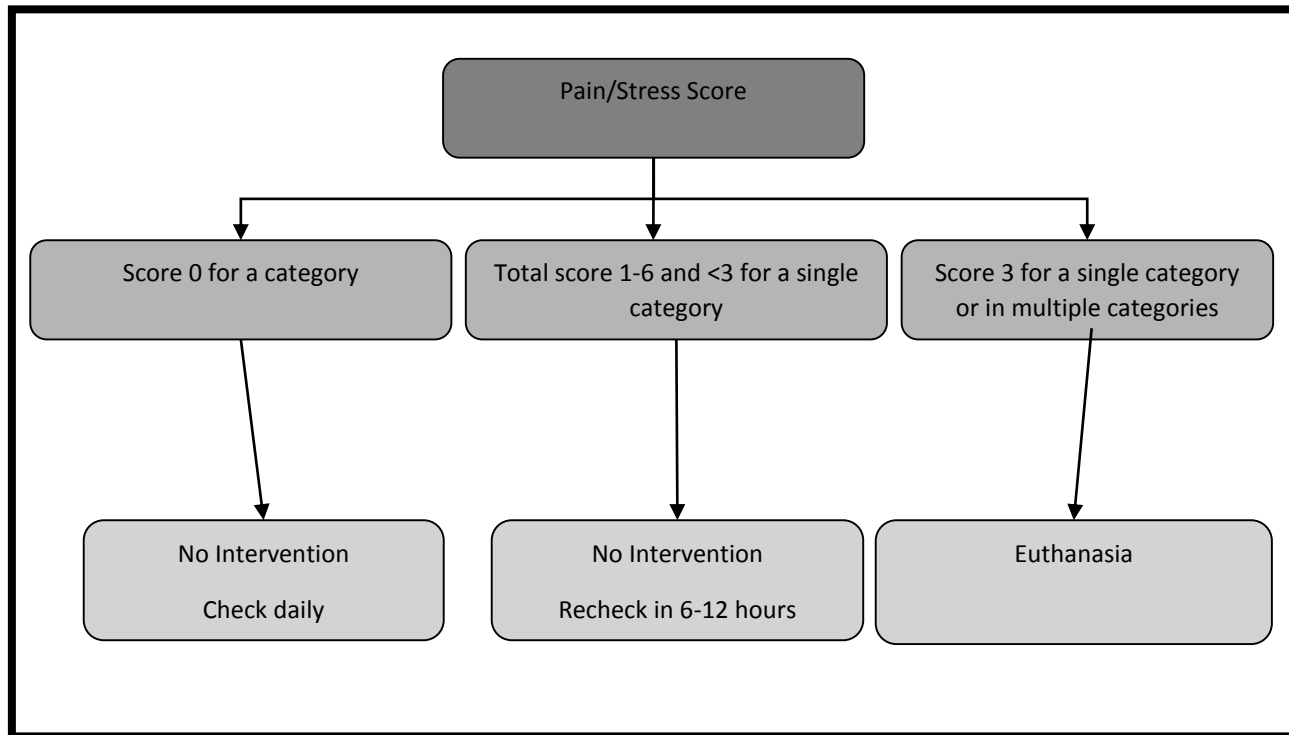 Pain/Stress Score
Score 0 for a category
Total score 1-6 and <3 for a single
category
Score 3 for a single category
or in multiple categories
No Intervention
Check daily
No Intervention
Recheck in 6-12 hours
Euthanasia